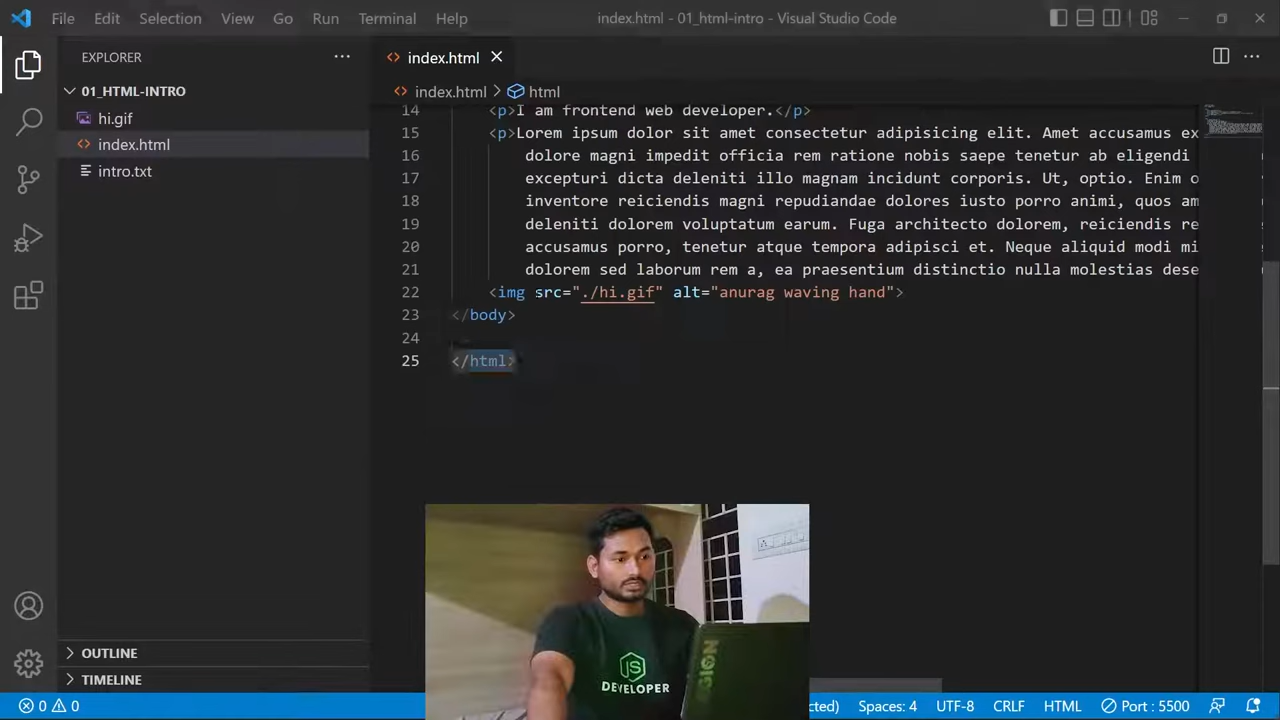 File Edit Selection View Go Run Terminal Help index.html - 01_html-intro - Visual Studio Code
EXPLORER
index.html
01_HTML-INTRO
index.html > html
hi.gif
index.html
intro.txt
14 <p>I am frontend web developer.</p>
15 <p>Lorem ipsum dolor sit amet consectetur adipisicing elit. Amet accusamus ex
16 dolore magni impedit officia rem ratione nobis saepe tenetur ab eligendi
17 excepturi dicta deleniti illo magnam incidunt corporis. Ut, optio. Enim o
18 inventore reiciendis magni repudiandae dolores iusto porro animi, quos am
19 deleniti dolorem voluptatum earum. Fuga architecto dolorem, reiciendis re
20 accusamus porro, tenetur atque tempora adipisci et. Neque aliquid modi mi
21 dolorem sed laborum rem a, ea praesentium distinctio nulla molestias dese
22 <img src="./hi.gif" alt="anurag waving hand">
23 </body>
24
25 </html>
OUTLINE
TIMELINE
JS
DEVELOPER
GION
0 0 cted) Spaces: 4 UTF-8 CRLF HTML Port : 5500